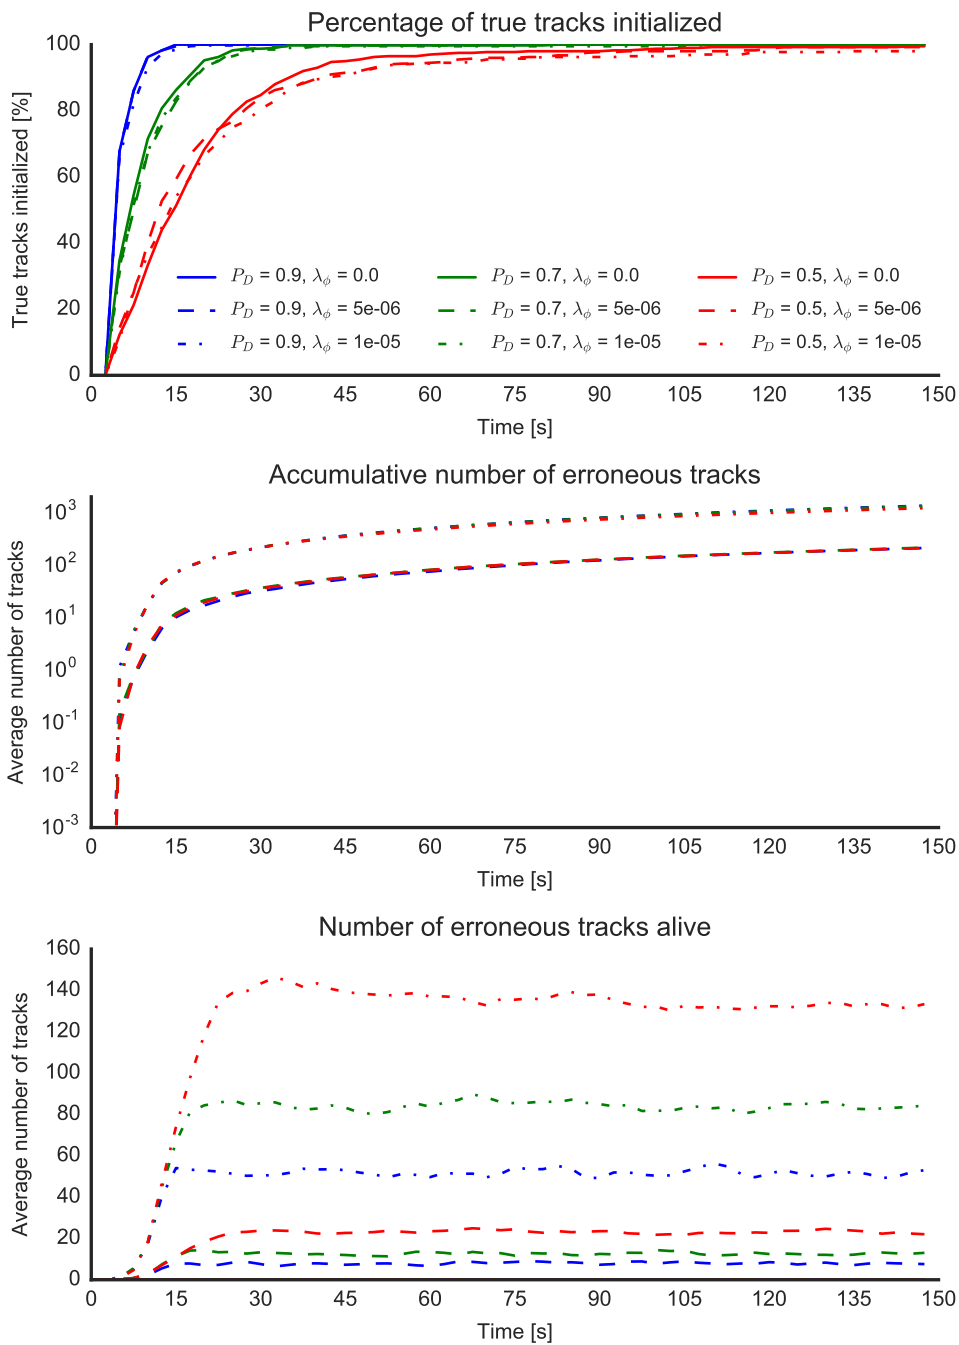 Percentage of true tracks initialized
True tracks initialized [%]
100
80
60
40
20
0
P_D = 0.9, λ_ϕ = 0.0
P_D = 0.7, λ_ϕ = 0.0
P_D = 0.5, λ_ϕ = 0.0
P_D = 0.9, λ_ϕ = 5e-06
P_D = 0.7, λ_ϕ = 5e-06
P_D = 0.5, λ_ϕ = 5e-06
P_D = 0.9, λ_ϕ = 1e-05
P_D = 0.7, λ_ϕ = 1e-05
P_D = 0.5, λ_ϕ = 1e-05
0 15 30 45 60 75 90 105 120 135 150
Time [s]
Accumulative number of erroneous tracks
Average number of tracks
10^3
10^2
10^1
10^0
10^-1
10^-2
10^-3
0 15 30 45 60 75 90 105 120 135 150
Time [s]
Number of erroneous tracks alive
Average number of tracks
160
140
120
100
80
60
40
20
0
0 15 30 45 60 75 90 105 120 135 150
Time [s]